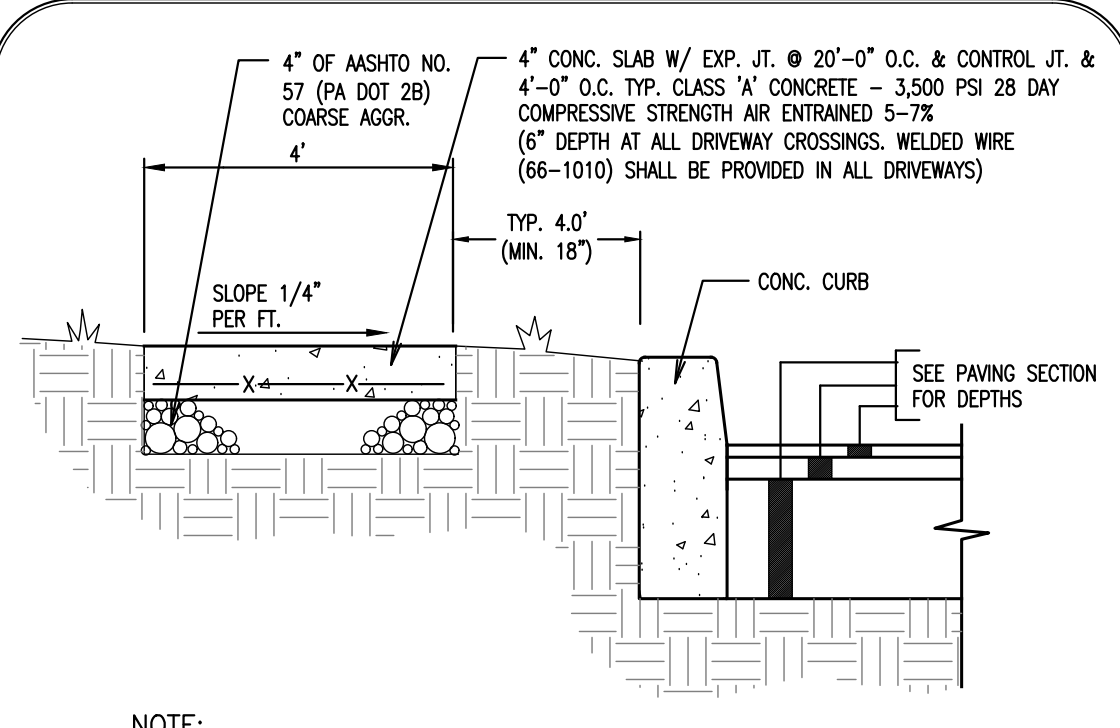 4" OF AASHTO NO.
57 (PA DOT 2B)
COARSE AGGR.
4" CONC. SLAB W/ EXP. JT. @ 20'-0" O.C. & CONTROL JT. &
4'-0" O.C. TYP. CLASS 'A' CONCRETE - 3,500 PSI 28 DAY
COMPRESSIVE STRENGTH AIR ENTRAINED 5-7%
(6" DEPTH AT ALL DRIVEWAY CROSSINGS. WELDED WIRE
(66-1010) SHALL BE PROVIDED IN ALL DRIVEWAYS)
4'
TYP. 4.0'
(MIN. 18")
CONC. CURB
SLOPE 1/4"
PER FT.
X
X
SEE PAVING SECTION
FOR DEPTHS
NOTE: